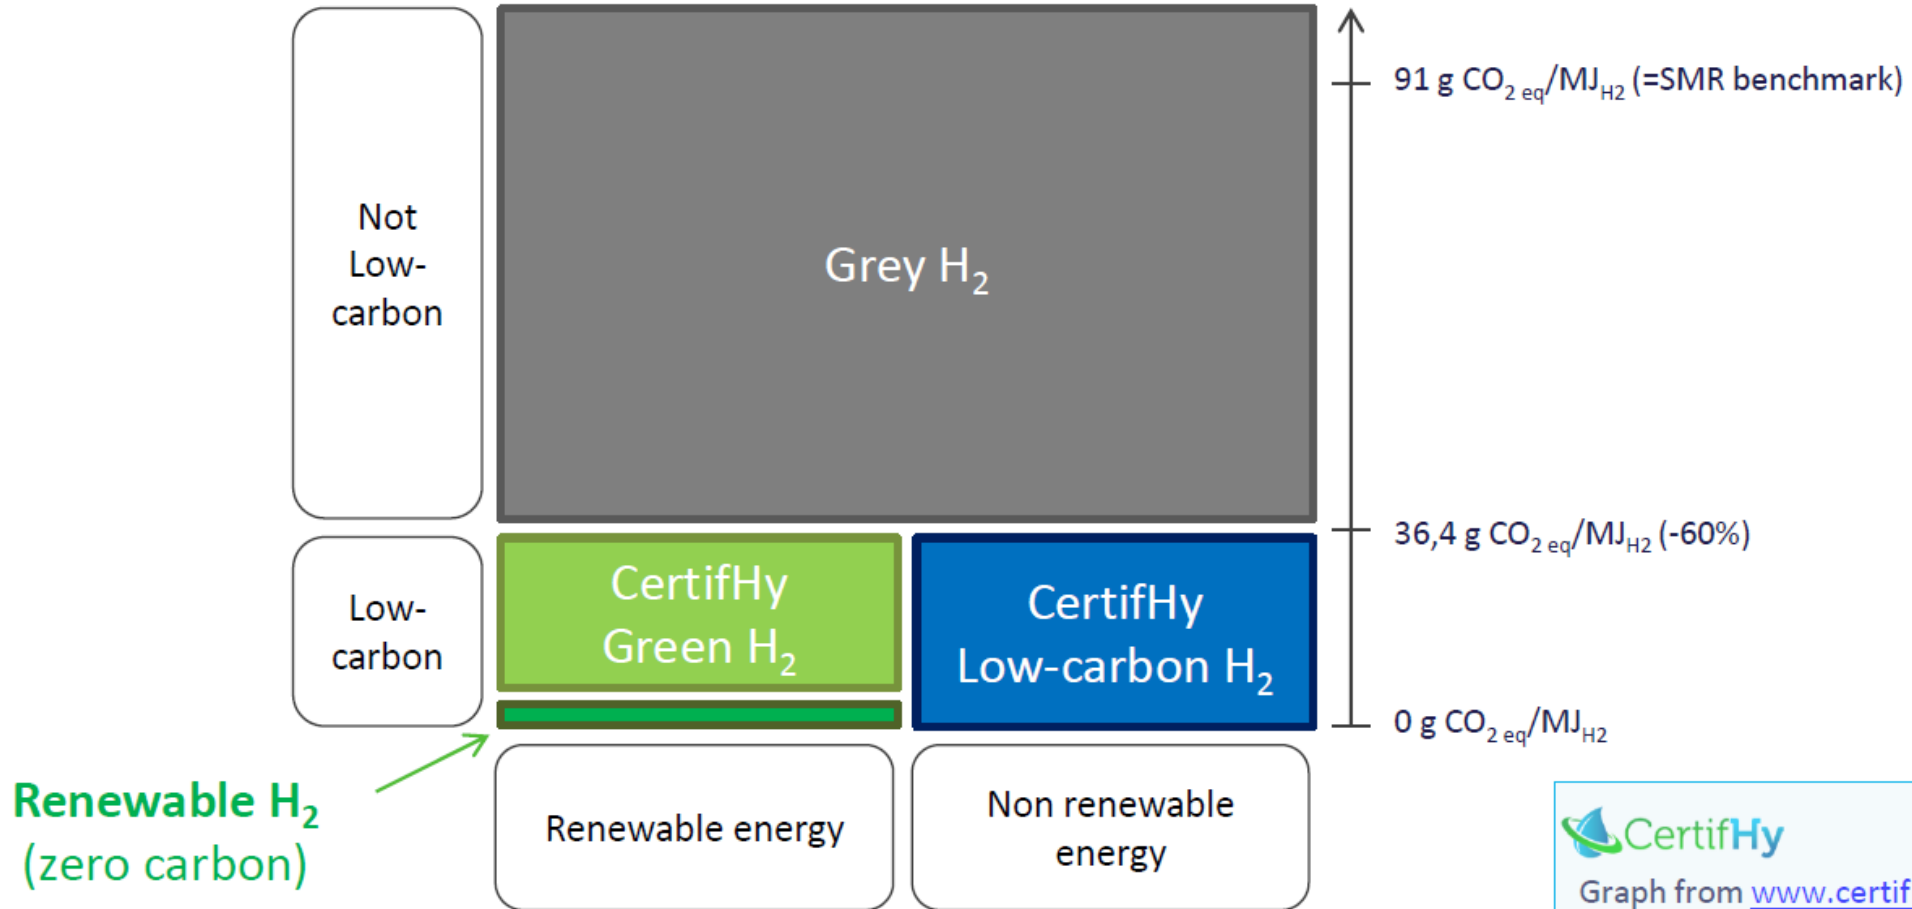 Not
Low-
carbon
Grey H₂
91 g CO₂ eq/MJH2 (=SMR benchmark)
36,4 g CO₂ eq/MJH2 (-60%)
Low-
carbon
CertifHy
Green H₂
CertifHy
Low-carbon H₂
0 g CO₂ eq/MJH2
Renewable H₂
(zero carbon)
Renewable energy
Non renewable
energy
CertifHy
Graph from www.certif